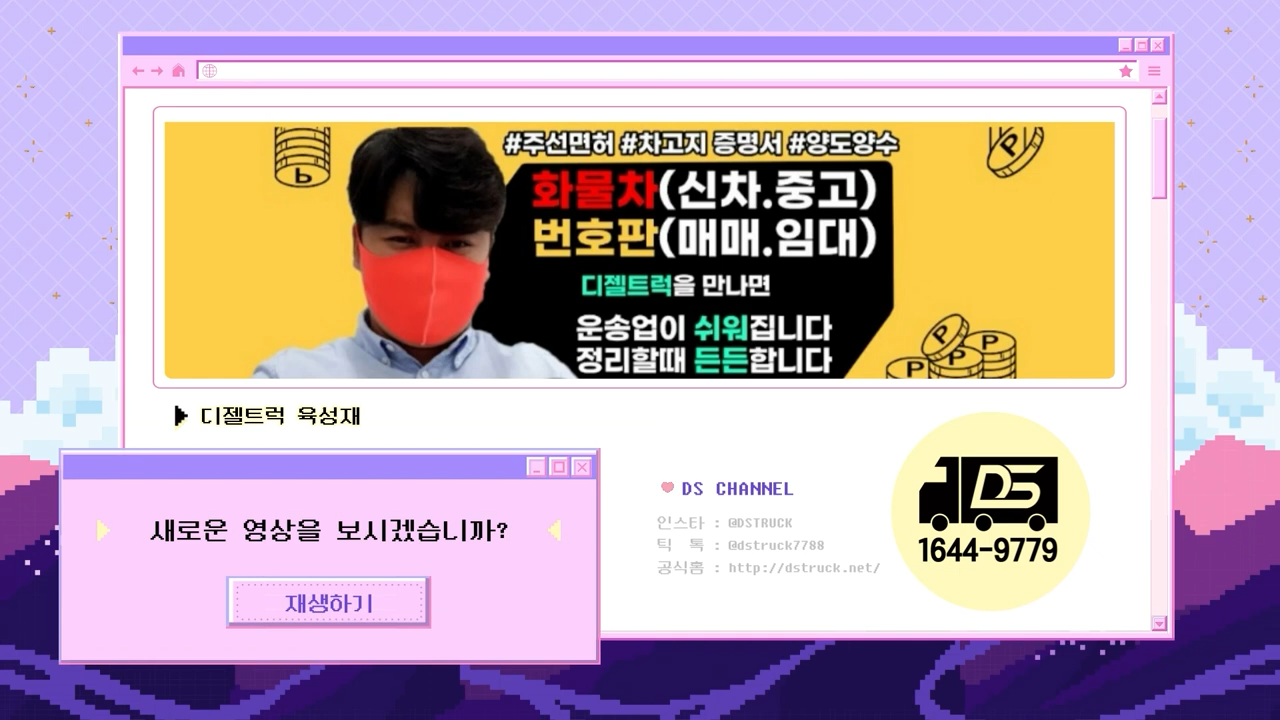 #주선면허 #차고지 증명서 #양도양수
화물차(신차.중고)
번호판(매매.임대)
디젤트럭을 만나면
운송업이 쉬워집니다
정리할때 든든합니다
P
P
P
P
P
디젤트럭 육성재
새로운 영상을 보시겠습니까?
재생하기
DS CHANNEL
인스타 : @DSTRUCK
틱 톡 : @dstruck7788
공식홈 : http://dstruck.net/
DS
1644-9779